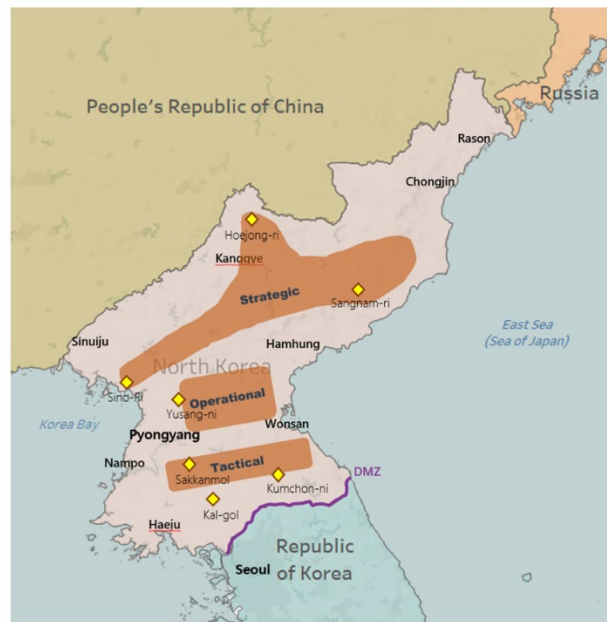 People's Republic of China
Russia
Rason
Chongjin
Hoejong-ri
Kanggye
Strategic
Sangnam-ri
East Sea
(Sea of Japan)
Sinuiju
Hamhung
North Korea
Sino-Ri
Operational
Yusang-ni
Korea Bay
Wonsan
Pyongyang
Nampo
Tactical
DMZ
Sakkanmol
Kumchon-ni
Kal-gol
Haeju
Republic
of Korea
Seoul